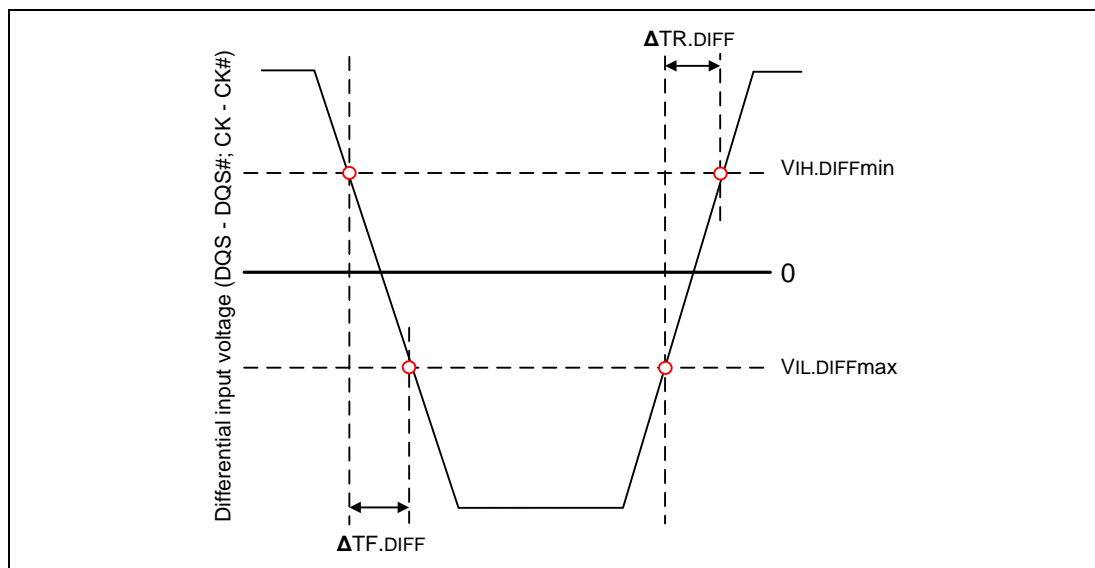 Differential input voltage (DQS - DQS#; CK - CK#)
ΔTR.DIFF
VIH.DIFFmin
0
VIL.DIFFmax
ΔTF.DIFF